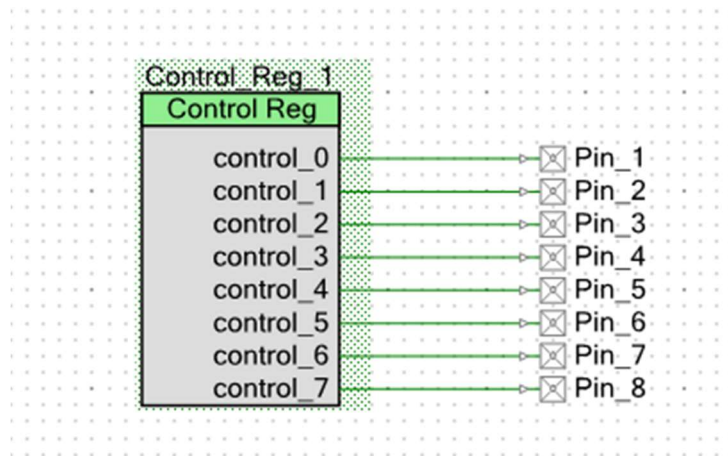 Control_Reg_1
Control Reg
control_0
control_1
control_2
control_3
control_4
control_5
control_6
control_7
Pin_1
Pin_2
Pin_3
Pin_4
Pin_5
Pin_6
Pin_7
Pin_8